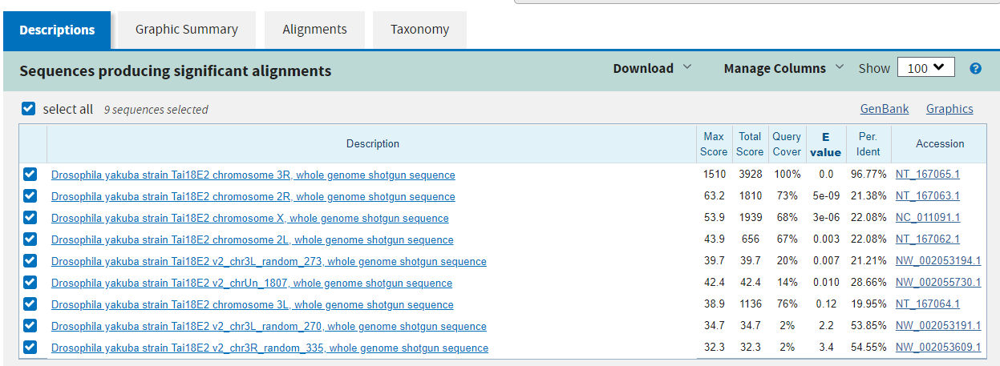 Descriptions Graphic Summary Alignments Taxonomy
Sequences producing significant alignments Download Manage Columns Show 100 ?
select all 9 sequences selected GenBank Graphics
Description Max Score Total Score Query Cover E value Per. Ident Accession
Drosophila yakuba strain Tai18E2 chromosome 3R, whole genome shotgun sequence 1510 3928 100% 0.0 96.77% NT_167065.1
Drosophila yakuba strain Tai18E2 chromosome 2R, whole genome shotgun sequence 63.2 1810 73% 5e-09 21.38% NT_167063.1
Drosophila yakuba strain Tai18E2 chromosome X, whole genome shotgun sequence 53.9 1939 68% 3e-06 22.08% NC_011091.1
Drosophila yakuba strain Tai18E2 chromosome 2L, whole genome shotgun sequence 43.9 656 67% 0.003 22.08% NT_167062.1
Drosophila yakuba strain Tai18E2 v2_chr3L_random_273, whole genome shotgun sequence 39.7 39.7 20% 0.007 21.21% NW_002053194.1
Drosophila yakuba strain Tai18E2 v2_chrUn_1807, whole genome shotgun sequence 42.4 42.4 14% 0.010 28.66% NW_002055730.1
Drosophila yakuba strain Tai18E2 chromosome 3L, whole genome shotgun sequence 38.9 1136 76% 0.12 19.95% NT_167064.1
Drosophila yakuba strain Tai18E2 v2_chr3L_random_270, whole genome shotgun sequence 34.7 34.7 2% 2.2 53.85% NW_002053191.1
Drosophila yakuba strain Tai18E2 v2_chr3R_random_335, whole genome shotgun sequence 32.3 32.3 2% 3.4 54.55% NW_002053609.1